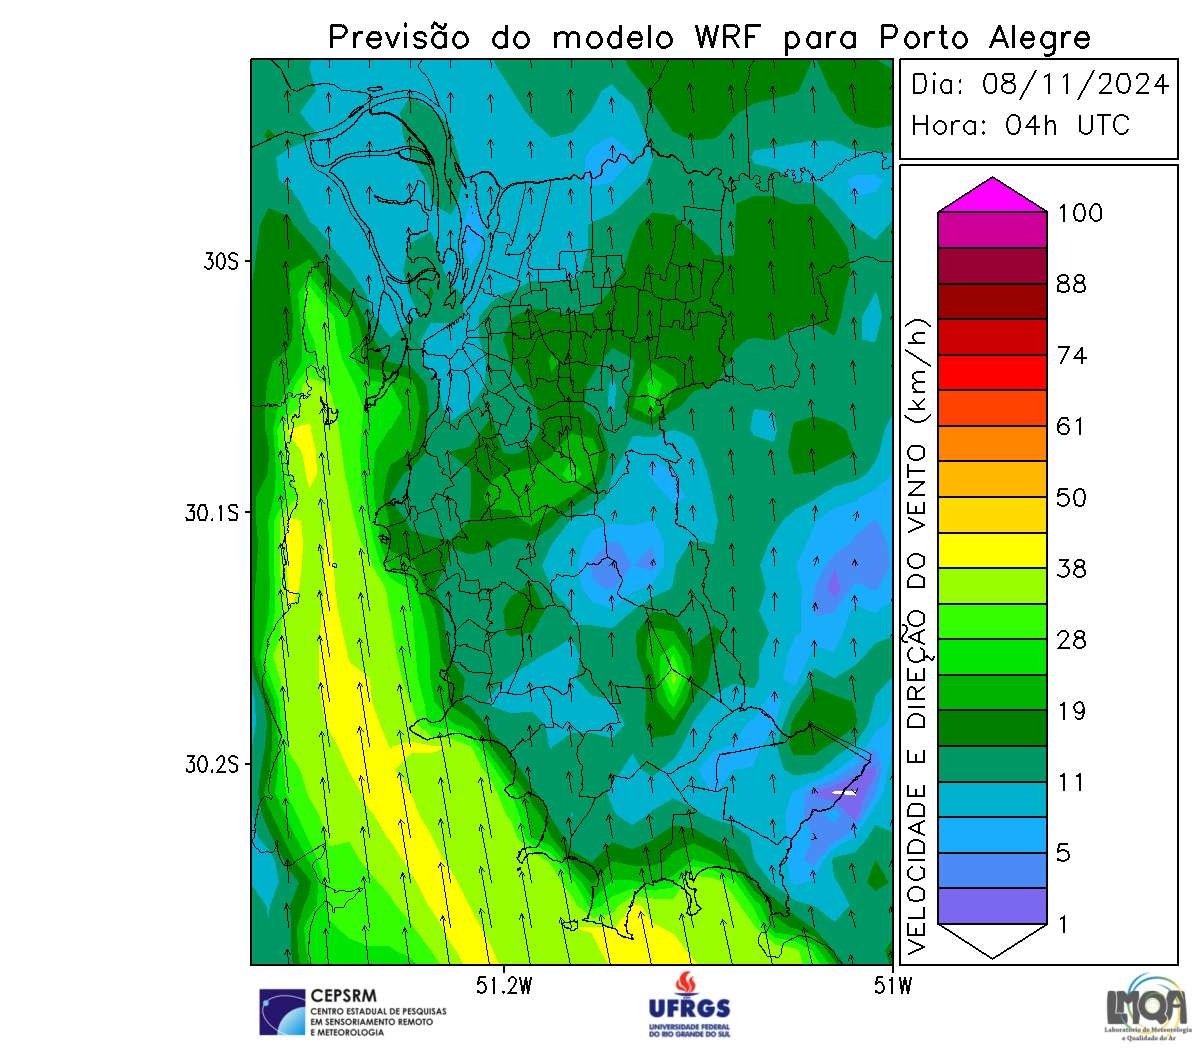 Previsão do modelo WRF para Porto Alegre
Dia: 08/11/2024
Hora: 04h UTC
30S
30.1S
30.2S
51.2W
51W
VELOCIDADE E DIREÇÃO DO VENTO (km/h)
100
88
74
61
50
38
28
19
11
5
1
CEPSRM
CENTRO ESTADUAL DE PESQUISAS
EM SENSORIAMENTO REMOTO
E METEOROLOGIA
UFRGS
UNIVERSIDADE FEDERAL
DO RIO GRANDE DO SUL
LMQA
Laboratório de Meteorologia
e Qualidade do Ar